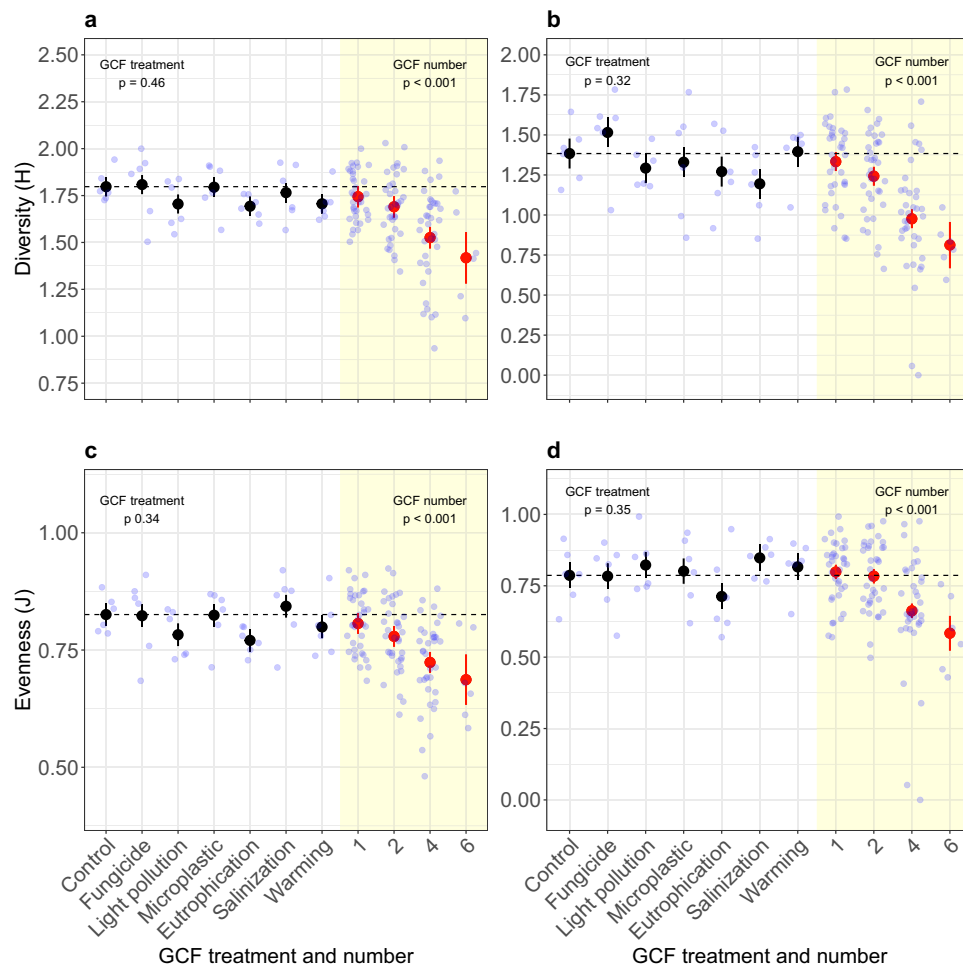 a
b
Diversity (H)
2.50
2.25
2.00
1.75
1.50
1.25
1.00
0.75
GCF treatment
p = 0.46
GCF number
p < 0.001
2.00
1.75
1.50
1.25
1.00
0.75
0.50
0.25
0.00
GCF treatment
p = 0.32
GCF number
p < 0.001
c
d
Evenness (J)
1.00
0.75
0.50
GCF treatment
p 0.34
GCF number
p < 0.001
1.00
0.75
0.50
0.25
0.00
GCF treatment
p = 0.35
GCF number
p < 0.001
Control
Fungicide
Light pollution
Microplastic
Eutrophication
Salinization
Warming
1
2
4
6
GCF treatment and number
Control
Fungicide
Light pollution
Microplastic
Eutrophication
Salinization
Warming
1
2
4
6
GCF treatment and number